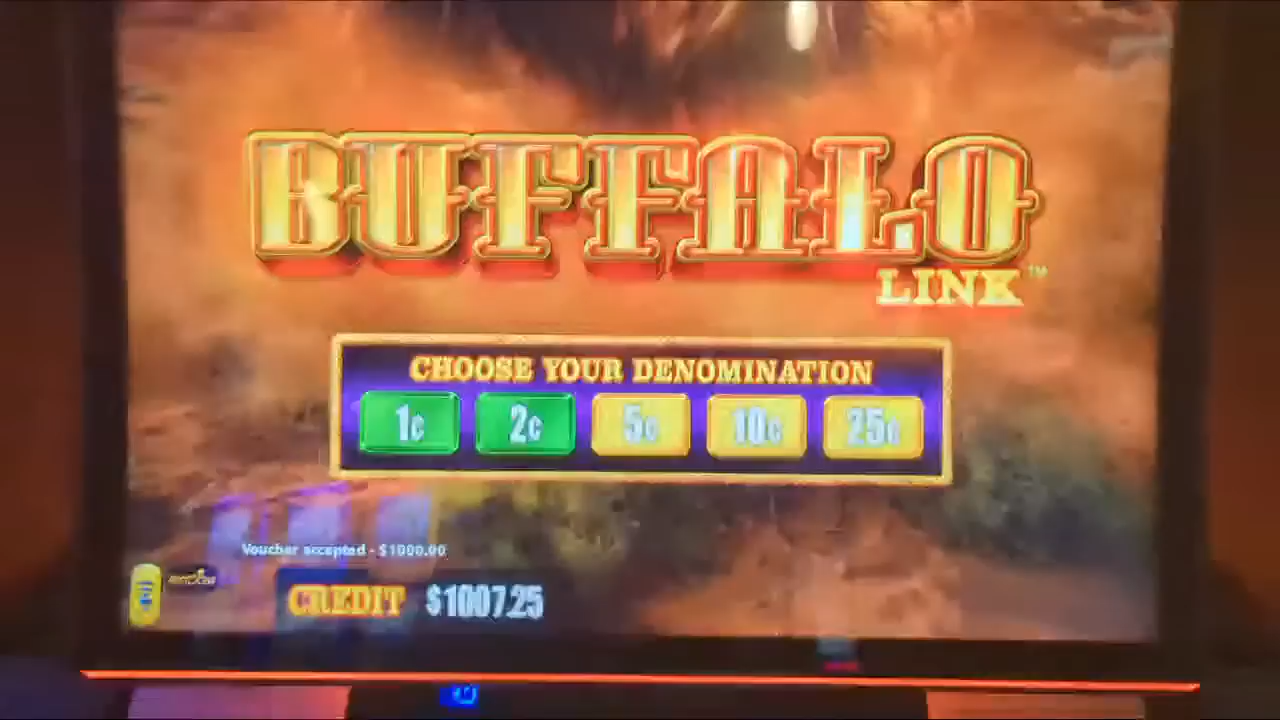 BUFFALO
LINK™
CHOOSE YOUR DENOMINATION
1¢ 2¢ 5¢ 10¢ 25¢
Voucher accepted - $1000.00
CREDIT $1007.25